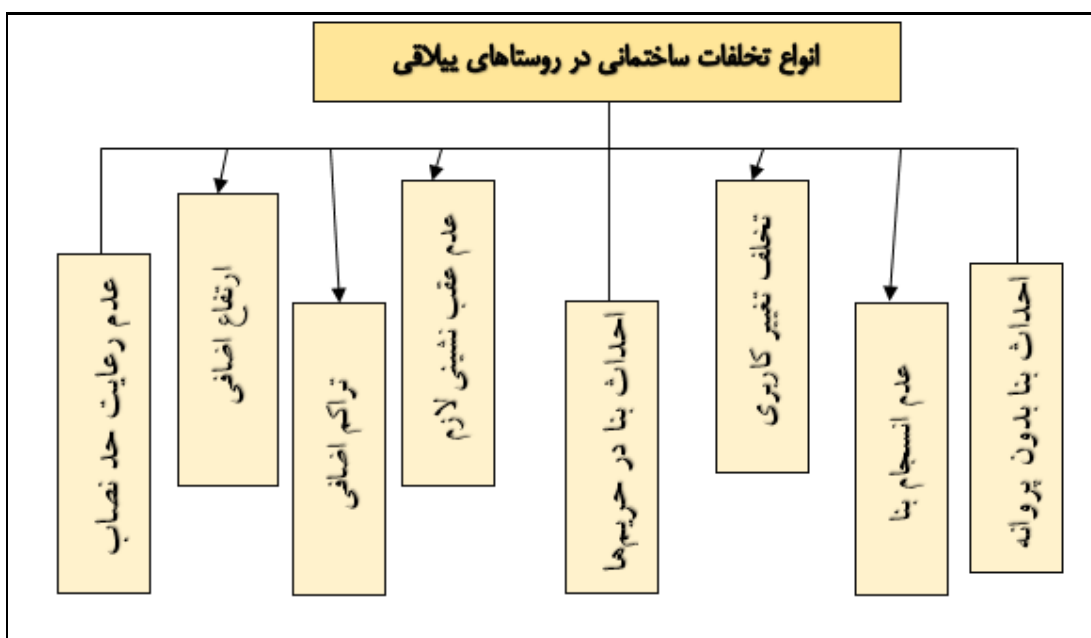 انواع تخلفات ساختمانی در روستاهای ییلاقی
احداث بنا بدون پروانه
عدم انسجام بنا
تخلف تغییر کاربری
احداث بنا در حریم‌ها
عدم عقب نشینی لازم
تراکم اضافی
ارتفاع اضافی
عدم رعایت حد نصاب